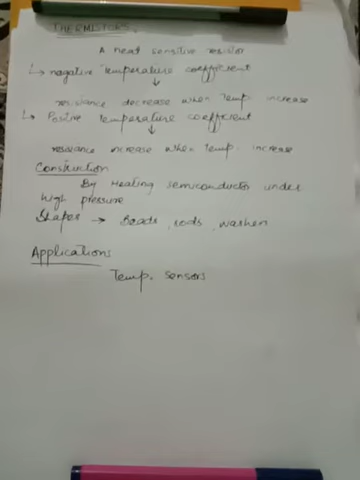 THERMISTORS.
A heat sensitive resistor
↳ negative temperature coefficient
↓
resistance decrease when temp. increase
↳ Positive temperature coefficient
↓
resistance increase when temp. increase
Construction
By Heating semiconductor under
high pressure
Shapes → Beads, rods, washers
Applications
Temp. sensors